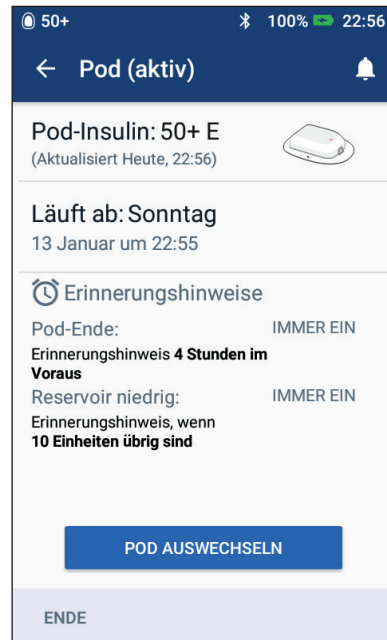 50+ 100% 22:56
Pod (aktiv)
Pod-Insulin: 50+ E
(Aktualisiert Heute, 22:56)
Läuft ab: Sonntag
13 Januar um 22:55
Erinnerungshinweise
Pod-Ende: IMMER EIN
Erinnerungshinweis 4 Stunden im
Voraus
Reservoir niedrig: IMMER EIN
Erinnerungshinweis, wenn
10 Einheiten übrig sind
POD AUSWECHSELN
ENDE